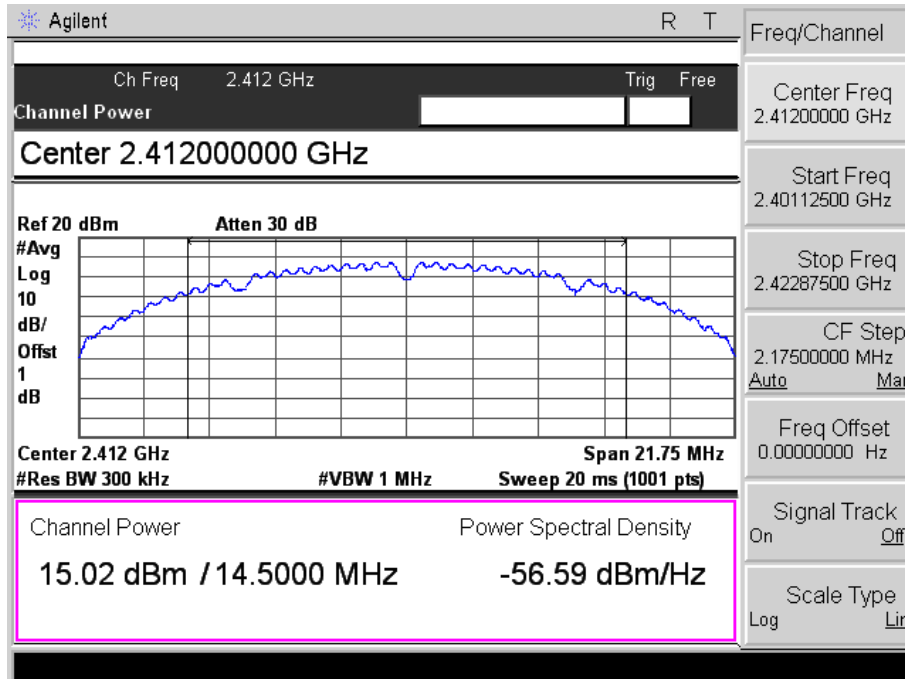 Agilent
R T
Ch Freq 2.412 GHz Trig Free
Channel Power
Center 2.412000000 GHz
Ref 20 dBm Atten 30 dB
#Avg
Log
10
dB/
Offst
1
dB
Center 2.412 GHz Span 21.75 MHz
#Res BW 300 kHz #VBW 1 MHz Sweep 20 ms (1001 pts)
Channel Power Power Spectral Density
15.02 dBm / 14.5000 MHz -56.59 dBm/Hz
Freq/Channel
Center Freq
2.41200000 GHz
Start Freq
2.40112500 GHz
Stop Freq
2.42287500 GHz
CF Step
2.17500000 MHz
Auto Man
Freq Offset
0.00000000 Hz
Signal Track
On Off
Scale Type
Log Lin